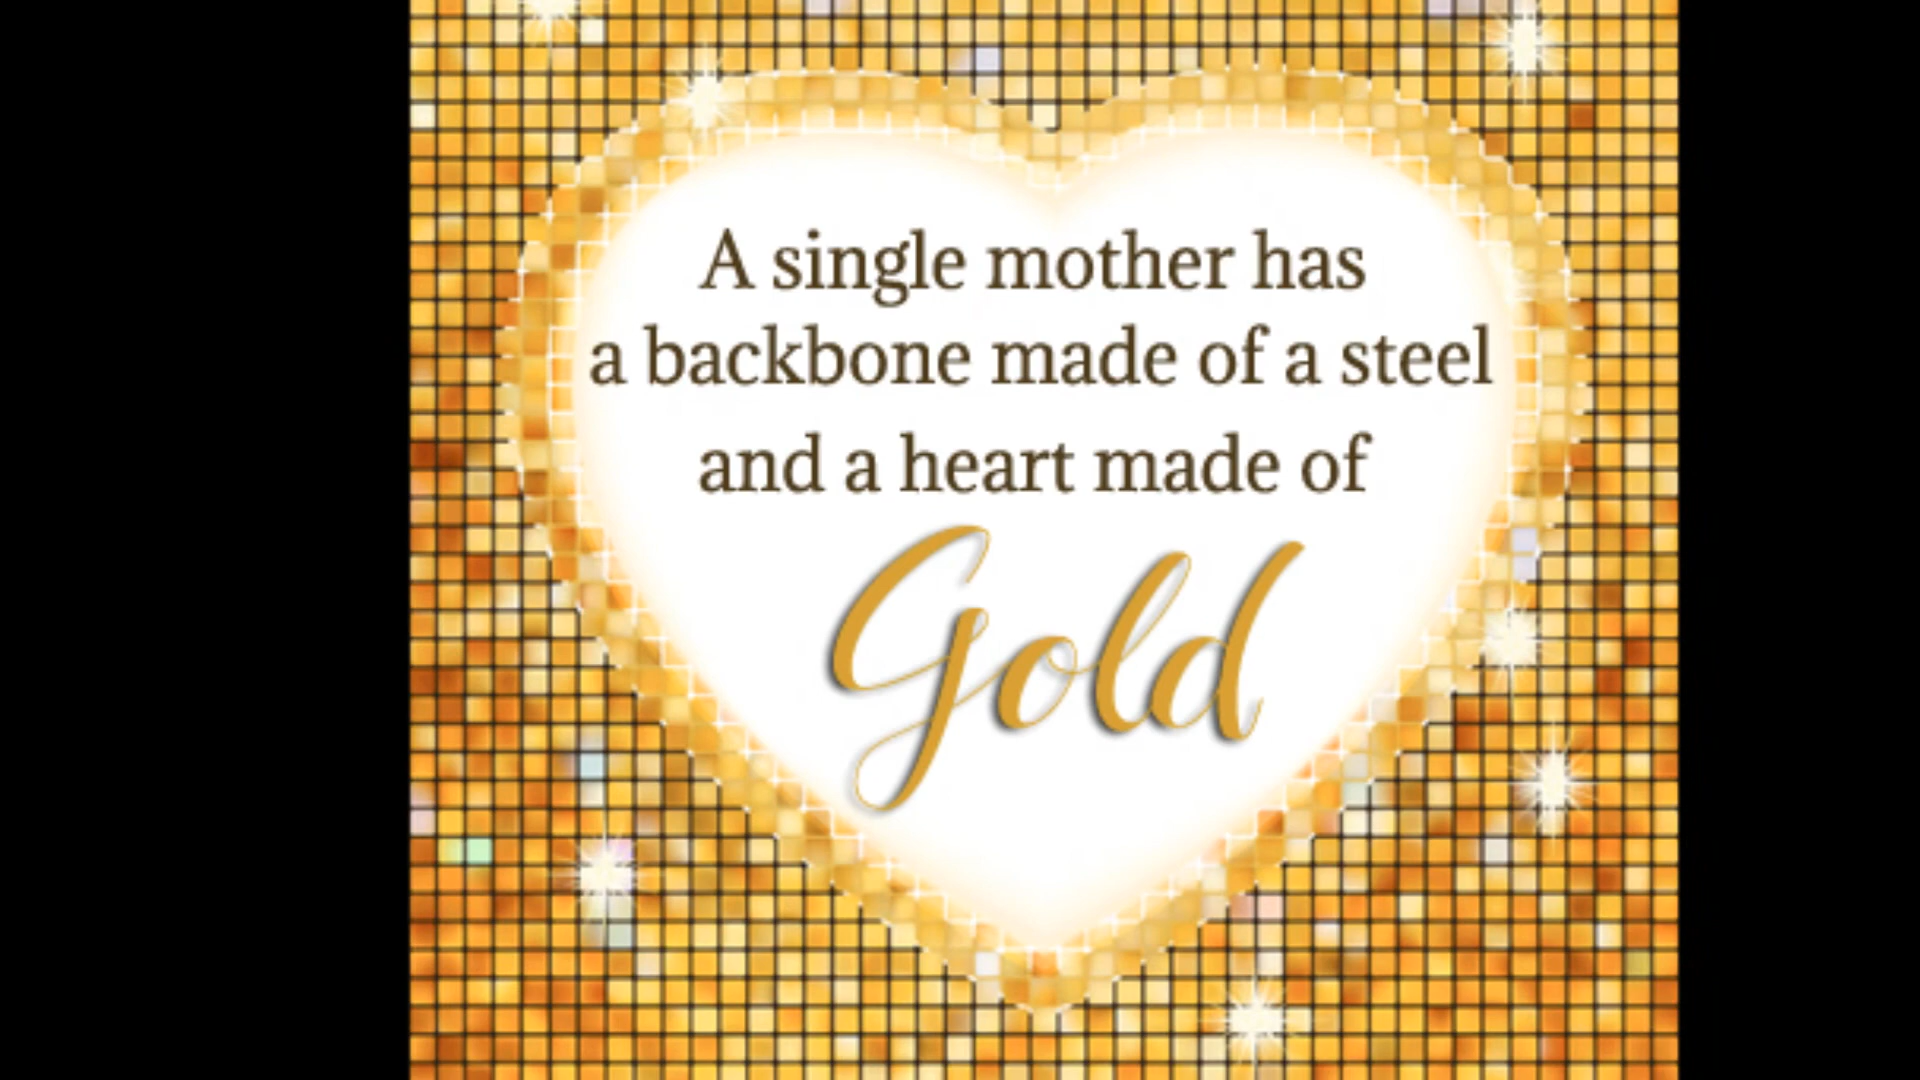 A single mother has
a backbone made of a steel
and a heart made of
Gold